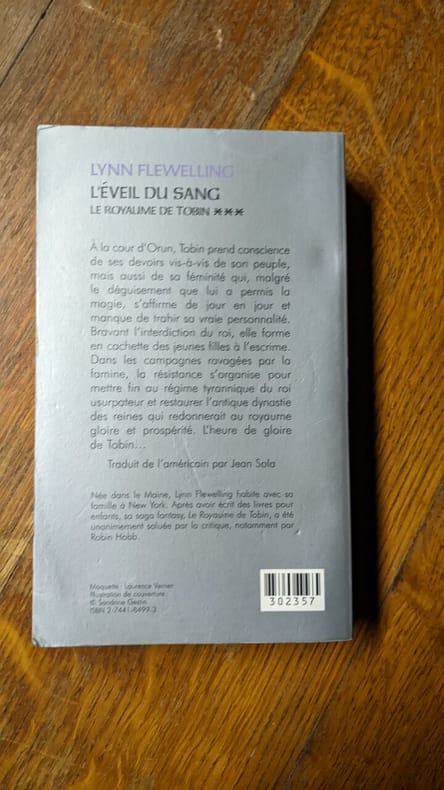 LYNN FLEWELLING
L'ÉVEIL DU SANG
LE ROYAUME DE TOBIN ***
À la cour d'Orun, Tobin prend conscience
de ses devoirs vis-à-vis de son peuple,
mais aussi de sa féminité qui, malgré
le déguisement que lui a permis la
magie, s'affirme de jour en jour et
manque de trahir sa vraie personnalité.
Bravant l'interdiction du roi, elle forme
en cachette des jeunes filles à l'escrime.
Dans les campagnes ravagées par la
famine, la résistance s'organise pour
mettre fin au régime tyrannique du roi
usurpateur et restaurer l'antique dynastie
des reines qui redonnerait au royaume
gloire et prospérité. L'heure de gloire
de Tobin...
Traduit de l'américain par Jean Sola
Née dans le Maine, Lynn Flewelling habite avec sa
famille à New York. Après avoir écrit des livres pour
enfants, sa saga fantasy, Le Royaume de Tobin, a été
unanimement saluée par la critique, notamment par
Robin Hobb.
Maquette : Laurence Verrier
Illustration de couverture :
© Sandrine Gestin
ISBN 2-7441-8499-3
302357